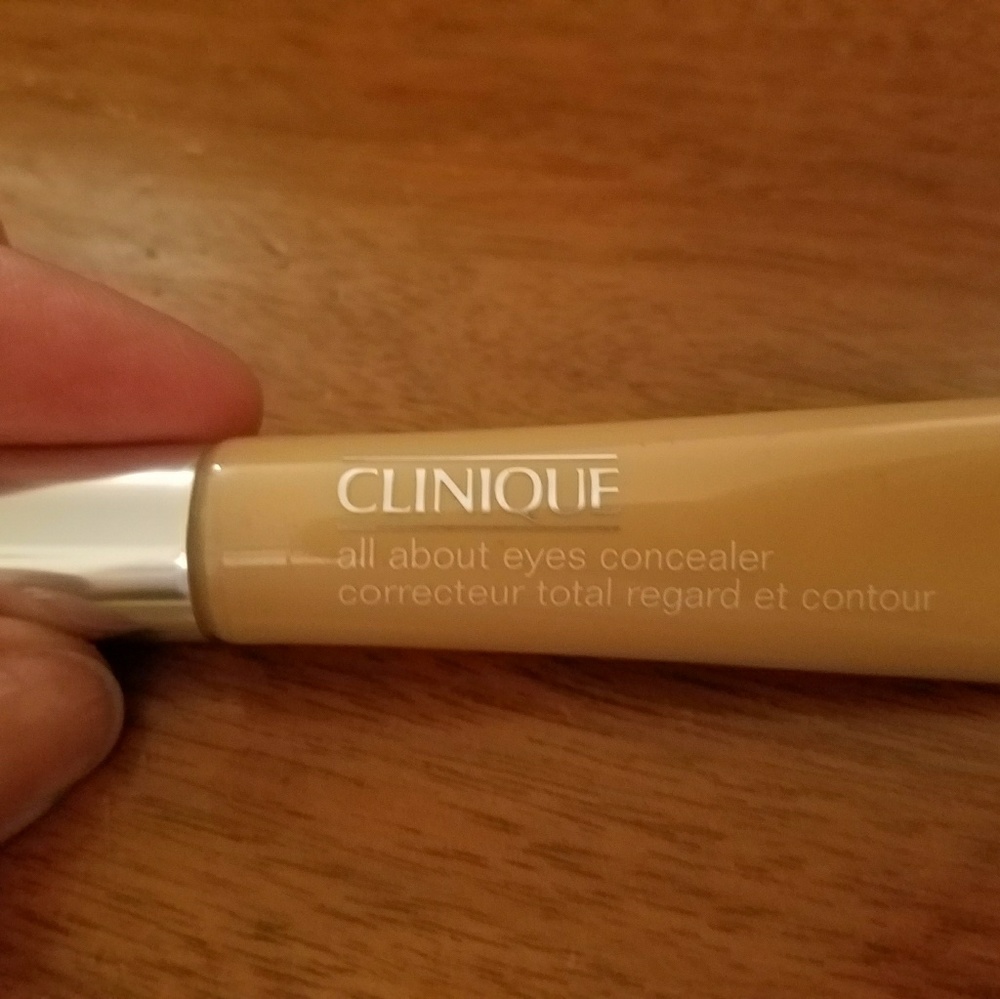 CLINIQUE
all about eyes concealer
correcteur total regard et contour